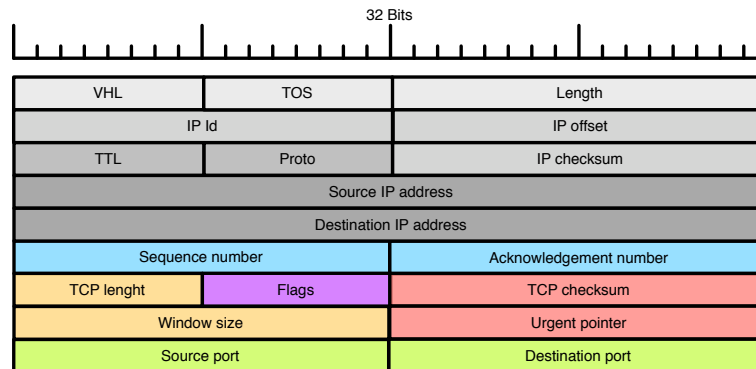 32 Bits
VHL TOS Length
IP Id IP offset
TTL Proto IP checksum
Source IP address
Destination IP address
Sequence number Acknowledgement number
TCP lenght Flags TCP checksum
Window size Urgent pointer
Source port Destination port